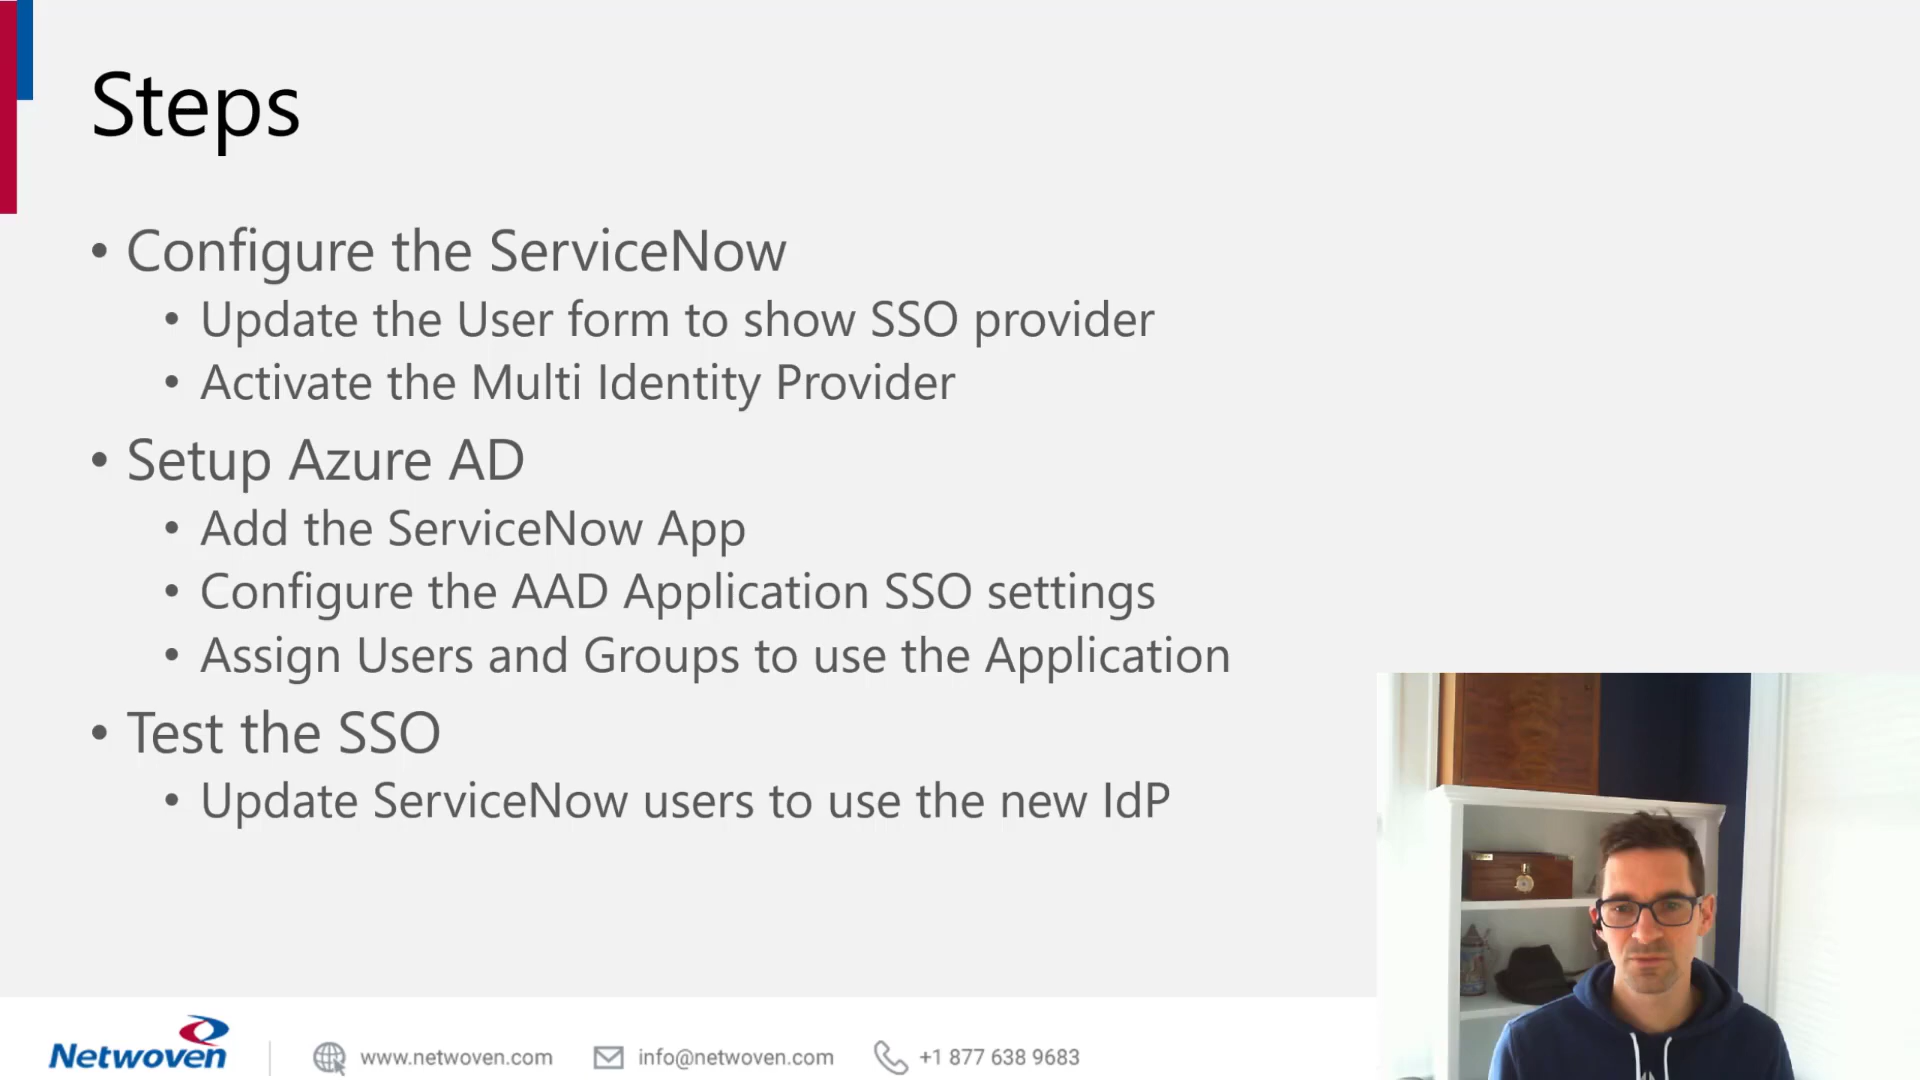 Steps
• Configure the ServiceNow
• Update the User form to show SSO provider
• Activate the Multi Identity Provider
• Setup Azure AD
• Add the ServiceNow App
• Configure the AAD Application SSO settings
• Assign Users and Groups to use the Application
• Test the SSO
• Update ServiceNow users to use the new IdP
Netwoven www.netwoven.com info@netwoven.com +1 877 638 9683